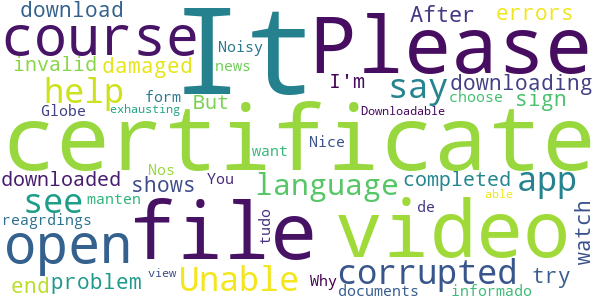 download
After
errors
course
It
Please
Noisy
invalid
damaged
news
I'm
say
downloading
help
form
But
choose
sign
Globe
exhausting
Downloadable
certificate
want
Nice
Nos
downloaded
shows
You
language
completed
app
able
see
manten
file
video
reagrdings
tudo
de
watch
open
corrupted
end
problem
view
Unable
Why
try
documents
informado